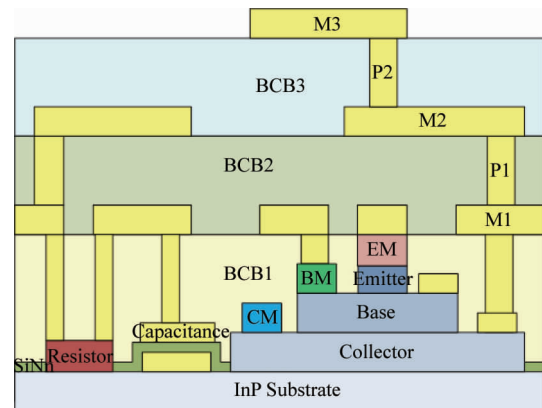 M3
P2
BCB3
M2
BCB2
P1
M1
EM
BCB1
BM
Emitter
CM
Base
Capacitance
Resistor
Collector
SiNn
InP Substrate